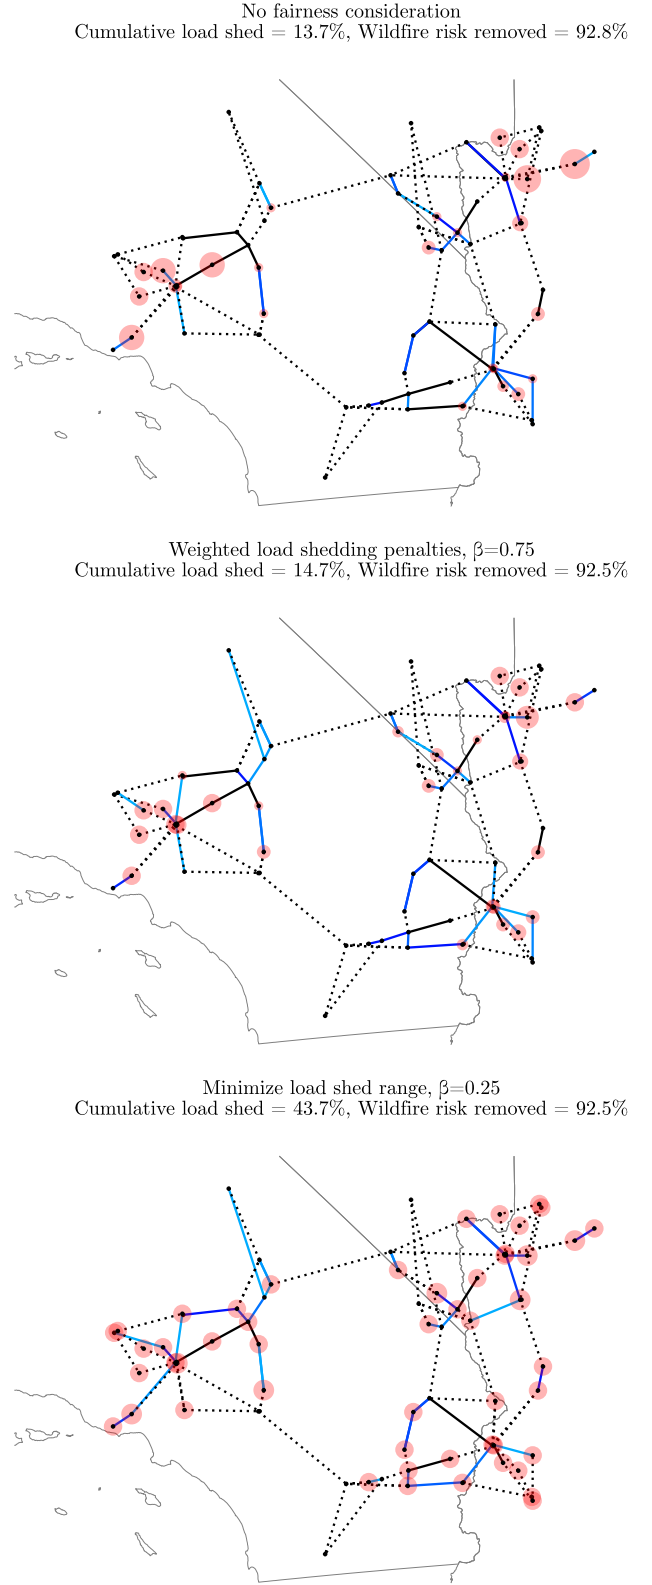 No fairness consideration
Cumulative load shed = 13.7%, Wildfire risk removed = 92.8%
Weighted load shedding penalties, β=0.75
Cumulative load shed = 14.7%, Wildfire risk removed = 92.5%
Minimize load shed range, β=0.25
Cumulative load shed = 43.7%, Wildfire risk removed = 92.5%